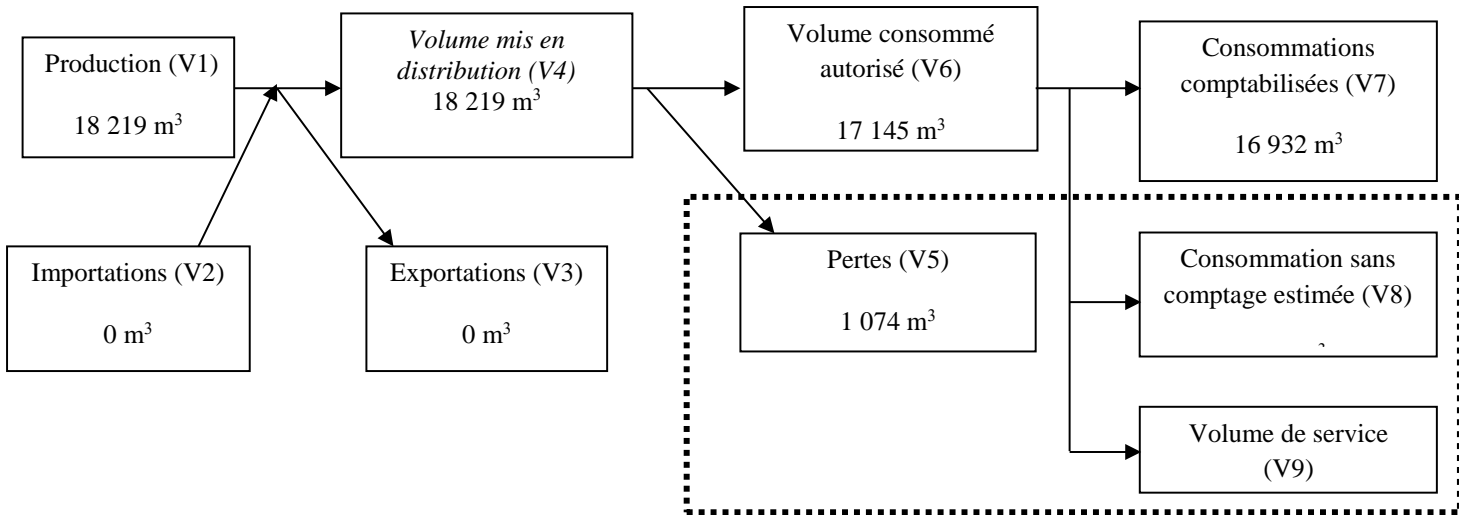 Production (V1)
18 219 m³
Volume mis en
distribution (V4)
18 219 m³
Volume consommé
autorisé (V6)
17 145 m³
Consommations
comptabilisées (V7)
16 932 m³
Importations (V2)
0 m³
Exportations (V3)
0 m³
Pertes (V5)
1 074 m³
Consommation sans
comptage estimée (V8)
Volume de service
(V9)